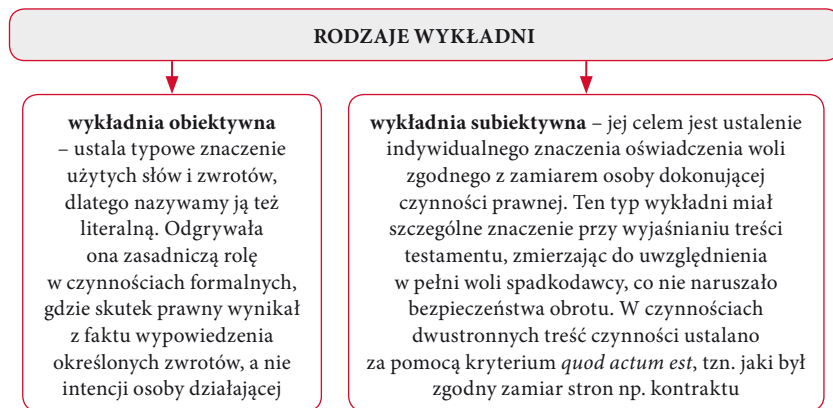 RODZAJE WYKŁADNI
wykładnia obiektywna
– ustala typowe znaczenie
użytych słów i zwrotów,
dlatego nazywamy ją też
literalną. Odgrywała
ona zasadniczą rolę
w czynnościach formalnych,
gdzie skutek prawny wynikał
z faktu wypowiedzenia
określonych zwrotów, a nie
intencji osoby działającej
wykładnia subiektywna – jej celem jest ustalenie
indywidualnego znaczenia oświadczenia woli
zgodnego z zamiarem osoby dokonującej
czynności prawnej. Ten typ wykładni miał
szczególne znaczenie przy wyjaśnianiu treści
testamentu, zmierzając do uwzględnienia
w pełni woli spadkodawcy, co nie naruszało
bezpieczeństwa obrotu. W czynnościach
dwustronnych treść czynności ustalano
za pomocą kryterium quod actum est, tzn. jaki był
zgodny zamiar stron np. kontraktu